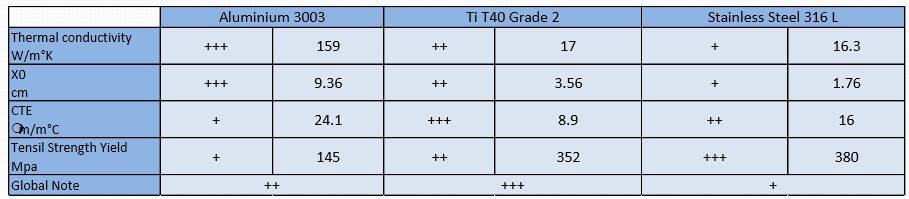 Aluminium 3003 Ti T40 Grade 2 Stainless Steel 316 L
Thermal conductivity
W/m°K +++ 159 ++ 17 + 16.3
X0
cm +++ 9.36 ++ 3.56 + 1.76
CTE
m/m°C + 24.1 +++ 8.9 ++ 16
Tensil Strength Yield
Mpa + 145 ++ 352 +++ 380
Global Note ++ +++ +